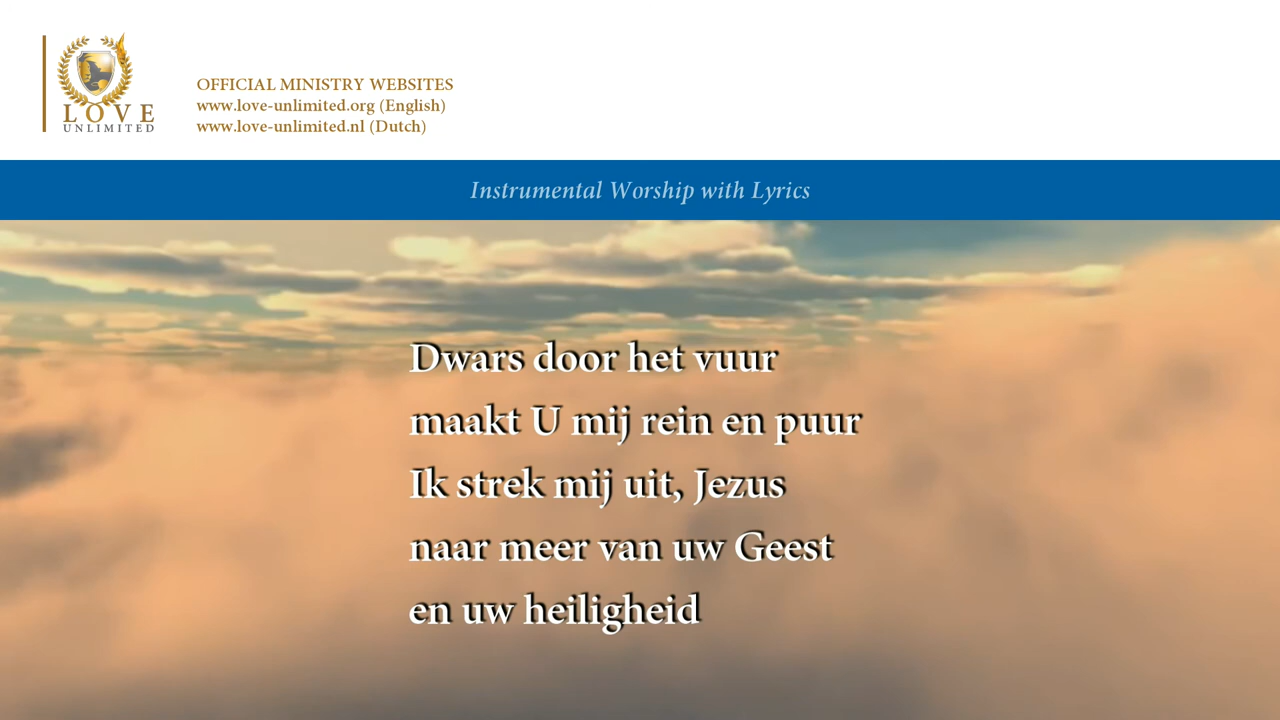 LOVE
UNLIMITED
OFFICIAL MINISTRY WEBSITES
www.love-unlimited.org (English)
www.love-unlimited.nl (Dutch)
Instrumental Worship with Lyrics
Dwars door het vuur
maakt U mij rein en puur
Ik strek mij uit, Jezus
naar meer van uw Geest
en uw heiligheid